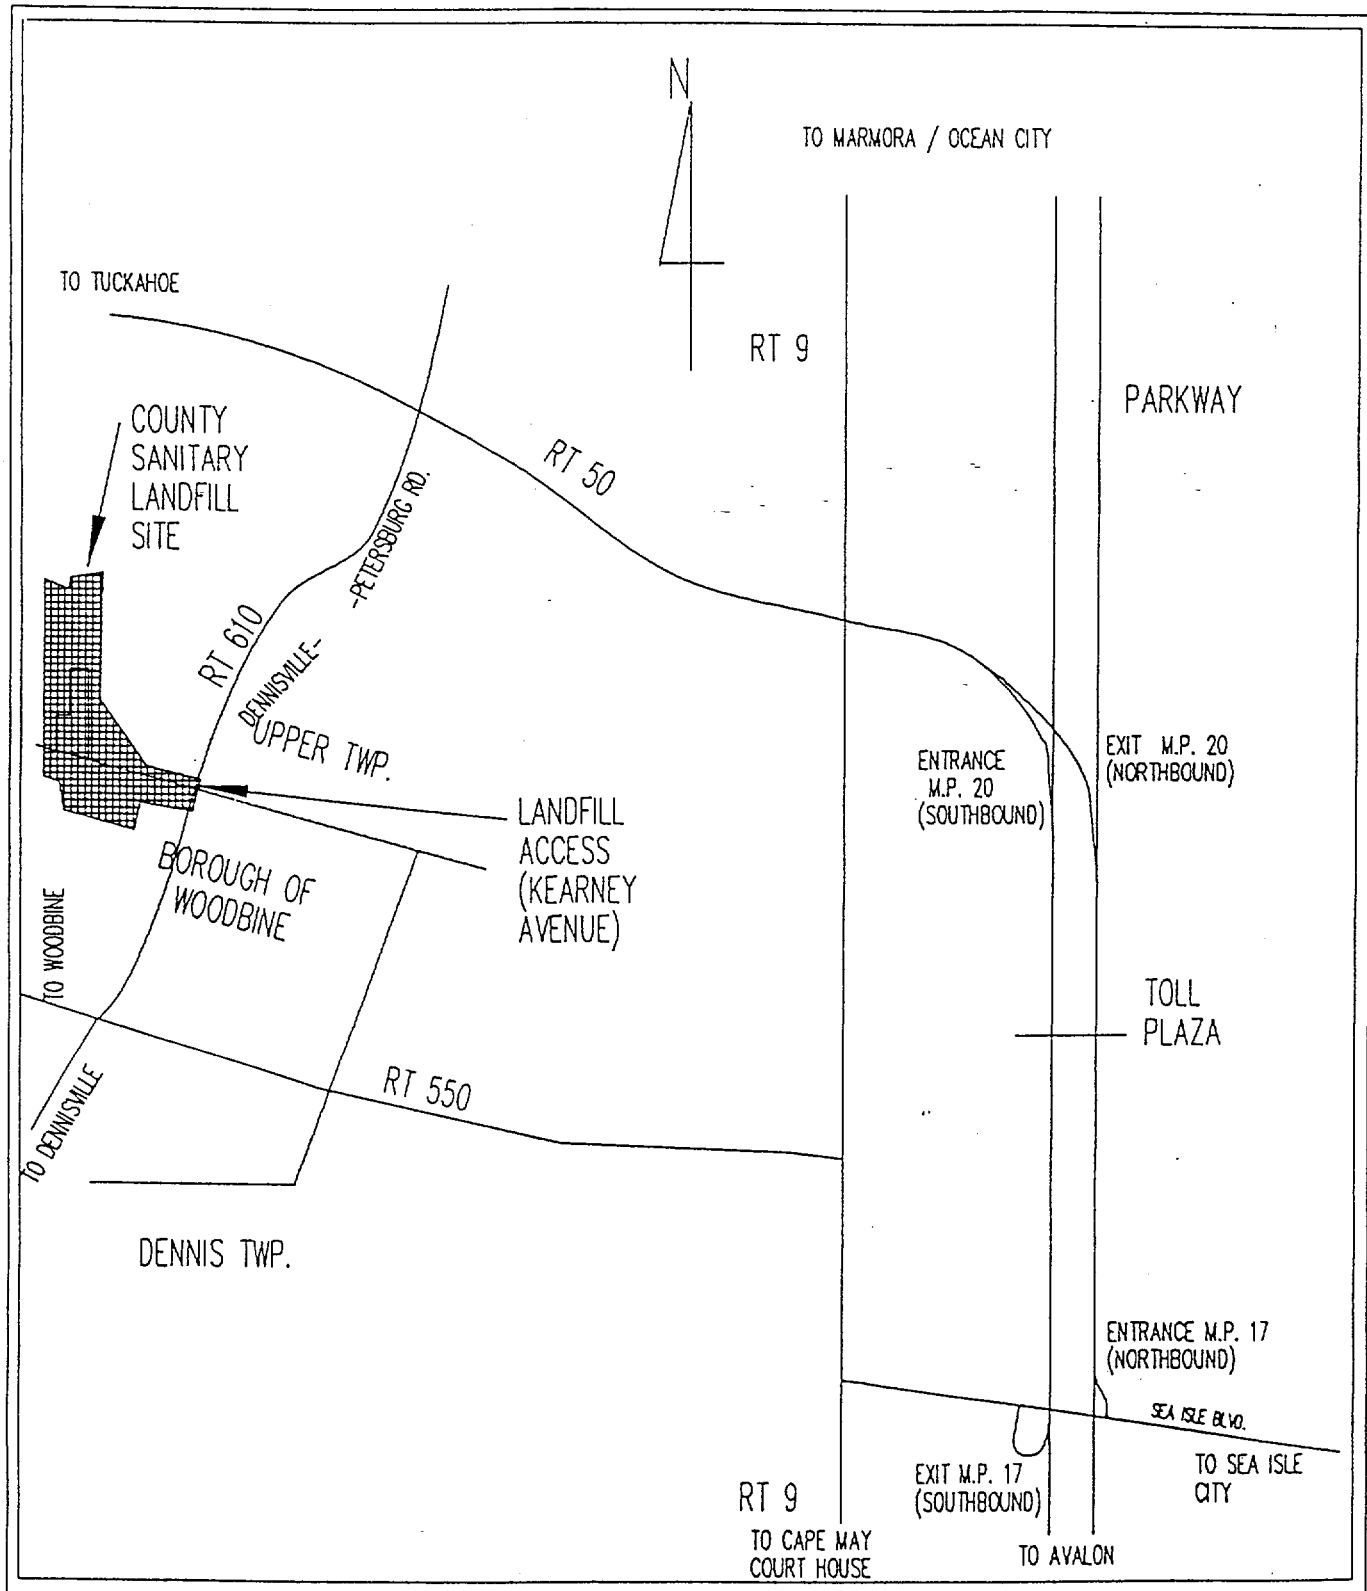 N
TO MARMORA / OCEAN CITY
TO TUCKAHOE
RT 9
PARKWAY
COUNTY
SANITARY
LANDFILL
SITE
RT 50
-PETERSBURG RD.
RT 610
DENNISVILLE-
UPPER TWP.
ENTRANCE
M.P. 20
(SOUTHBOUND)
EXIT M.P. 20
(NORTHBOUND)
LANDFILL
ACCESS
(KEARNEY
AVENUE)
BOROUGH OF
WOODBINE
TO WOODBINE
TOLL
PLAZA
RT 550
TO DENNISVILLE
DENNIS TWP.
ENTRANCE M.P. 17
(NORTHBOUND)
SEA ISLE BLVD.
TO SEA ISLE
CITY
EXIT M.P. 17
(SOUTHBOUND)
RT 9
TO CAPE MAY
COURT HOUSE
TO AVALON